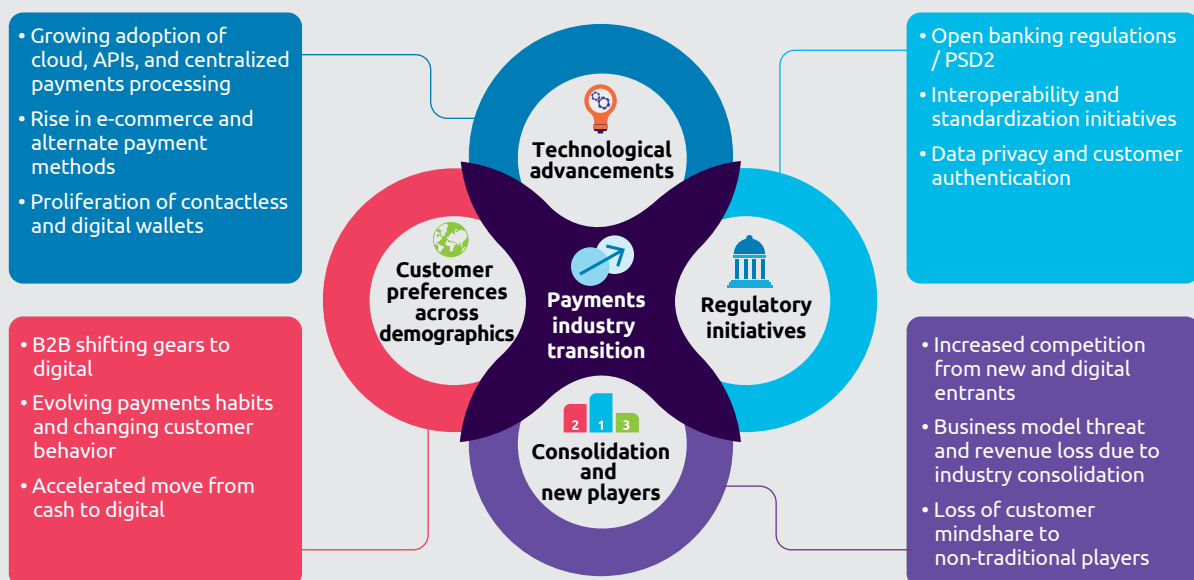 • Growing adoption of
cloud, APIs, and centralized
payments processing
• Rise in e-commerce and
alternate payment
methods
• Proliferation of contactless
and digital wallets
• Open banking regulations
/ PSD2
• Interoperability and
standardization initiatives
• Data privacy and customer
authentication
Technological
advancements
Customer
preferences
across
demographics
Payments
industry
transition
Regulatory
initiatives
2 1 3
Consolidation
and
new players
• B2B shifting gears to
digital
• Evolving payments habits
and changing customer
behavior
• Accelerated move from
cash to digital
• Increased competition
from new and digital
entrants
• Business model threat
and revenue loss due to
industry consolidation
• Loss of customer
mindshare to
non-traditional players